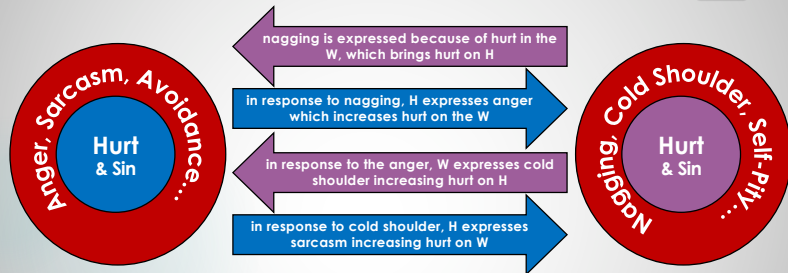 Anger, Sarcasm, Avoidance...
Hurt
& Sin
nagging is expressed because of hurt in the
W, which brings hurt on H
in response to nagging, H expresses anger
which increases hurt on the W
in response to the anger, W expresses cold
shoulder increasing hurt on H
in response to cold shoulder, H expresses
sarcasm increasing hurt on W
Nagging, Cold Shoulder, Self-Pity...
Hurt
& Sin